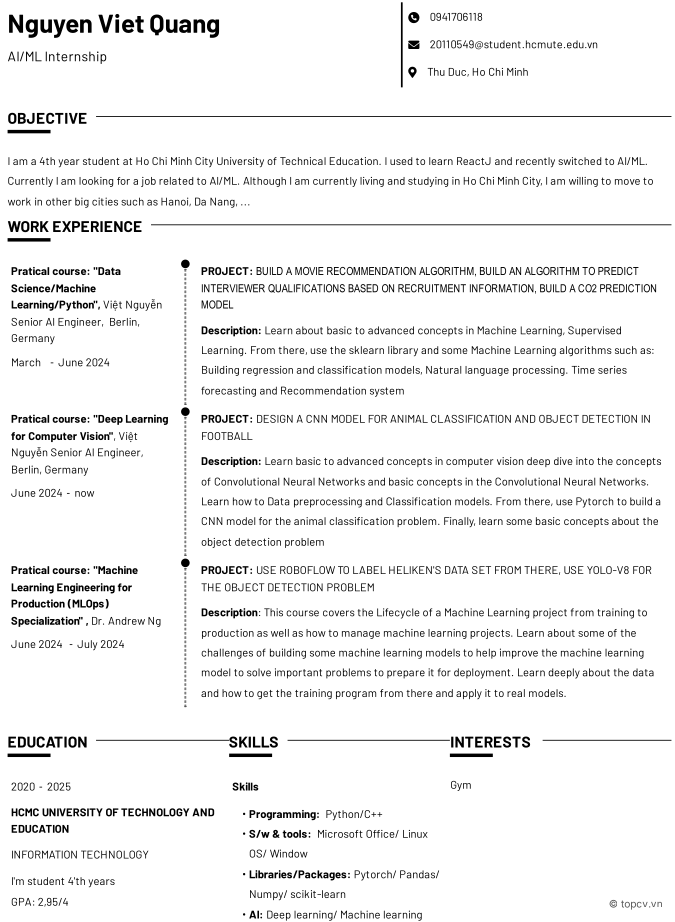 Nguyen Viet Quang
AI/ML Internship
0941706118
20110549@student.hcmute.edu.vn
Thu Duc, Ho Chi Minh
OBJECTIVE
I am a 4th year student at Ho Chi Minh City University of Technical Education. I used to learn ReactJ and recently switched to AI/ML.
Currently I am looking for a job related to AI/ML. Although I am currently living and studying in Ho Chi Minh City, I am willing to move to
work in other big cities such as Hanoi, Da Nang, ...
WORK EXPERIENCE
Pratical course: "Data
Science/Machine
Learning/Python", Việt Nguyễn
Senior AI Engineer, Berlin,
Germany
March - June 2024
PROJECT: BUILD A MOVIE RECOMMENDATION ALGORITHM, BUILD AN ALGORITHM TO PREDICT
INTERVIEWER QUALIFICATIONS BASED ON RECRUITMENT INFORMATION, BUILD A CO2 PREDICTION
MODEL
Description: Learn about basic to advanced concepts in Machine Learning, Supervised
Learning. From there, use the sklearn library and some Machine Learning algorithms such as:
Building regression and classification models, Natural language processing. Time series
forecasting and Recommendation system
Pratical course: "Deep Learning
for Computer Vision", Việt
Nguyễn Senior AI Engineer,
Berlin, Germany
June 2024 - now
PROJECT: DESIGN A CNN MODEL FOR ANIMAL CLASSIFICATION AND OBJECT DETECTION IN
FOOTBALL
Description: Learn basic to advanced concepts in computer vision deep dive into the concepts
of Convolutional Neural Networks and basic concepts in the Convolutional Neural Networks.
Learn how to Data preprocessing and Classification models. From there, use Pytorch to build a
CNN model for the animal classification problem. Finally, learn some basic concepts about the
object detection problem
Pratical course: "Machine
Learning Engineering for
Production (MLOps)
Specialization" , Dr. Andrew Ng
June 2024 - July 2024
PROJECT: USE ROBOFLOW TO LABEL HELIKEN'S DATA SET FROM THERE, USE YOLO-V8 FOR
THE OBJECT DETECTION PROBLEM
Description: This course covers the Lifecycle of a Machine Learning project from training to
production as well as how to manage machine learning projects. Learn about some of the
challenges of building some machine learning models to help improve the machine learning
model to solve important problems to prepare it for deployment. Learn deeply about the data
and how to get the training program from there and apply it to real models.
EDUCATION
2020 - 2025
HCMC UNIVERSITY OF TECHNOLOGY AND
EDUCATION
INFORMATION TECHNOLOGY
I'm student 4'th years
GPA: 2,95/4
SKILLS
Skills
• Programming: Python/C++
• S/w & tools: Microsoft Office/ Linux
OS/ Window
• Libraries/Packages: Pytorch/ Pandas/
Numpy/ scikit-learn
• AI: Deep learning/ Machine learning
INTERESTS
Gym
© topcv.vn